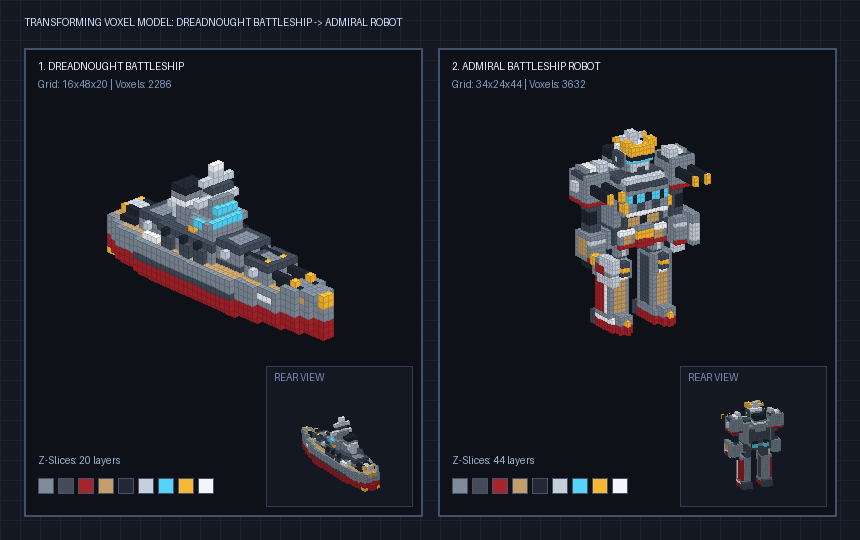 TRANSFORMING VOXEL MODEL: DREADNOUGHT BATTLESHIP -> ADMIRAL ROBOT
1. DREADNOUGHT BATTLESHIP
Grid: 16x48x20 | Voxels: 2286
REAR VIEW
Z-Slices: 20 layers
2. ADMIRAL BATTLESHIP ROBOT
Grid: 34x24x44 | Voxels: 3632
REAR VIEW
Z-Slices: 44 layers